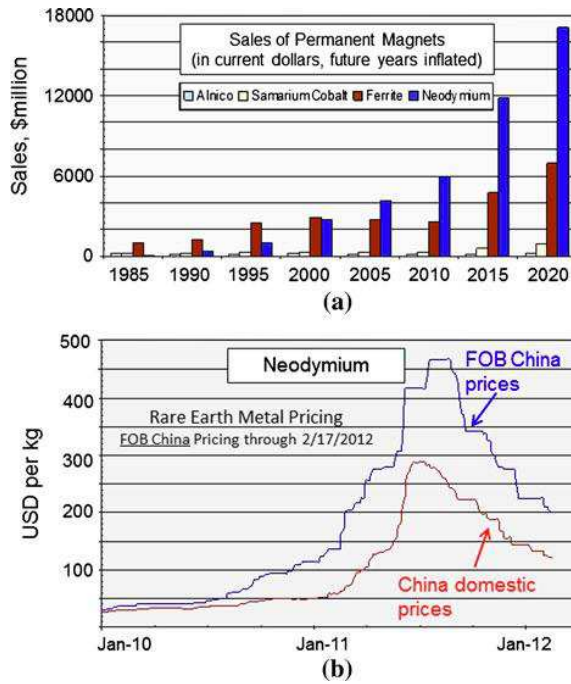 18000
12000
6000
0
Sales, $million
Sales of Permanent Magnets
(in current dollars, future years inflated)
Alnico Samarium Cobalt Ferrite Neodymium
1985 1990 1995 2000 2005 2010 2015 2020
(a)
500
400
300
200
100
USD per kg
Neodymium
Rare Earth Metal Pricing
FOB China Pricing through 2/17/2012
FOB China
prices
China domestic
prices
Jan-10 Jan-11 Jan-12
(b)